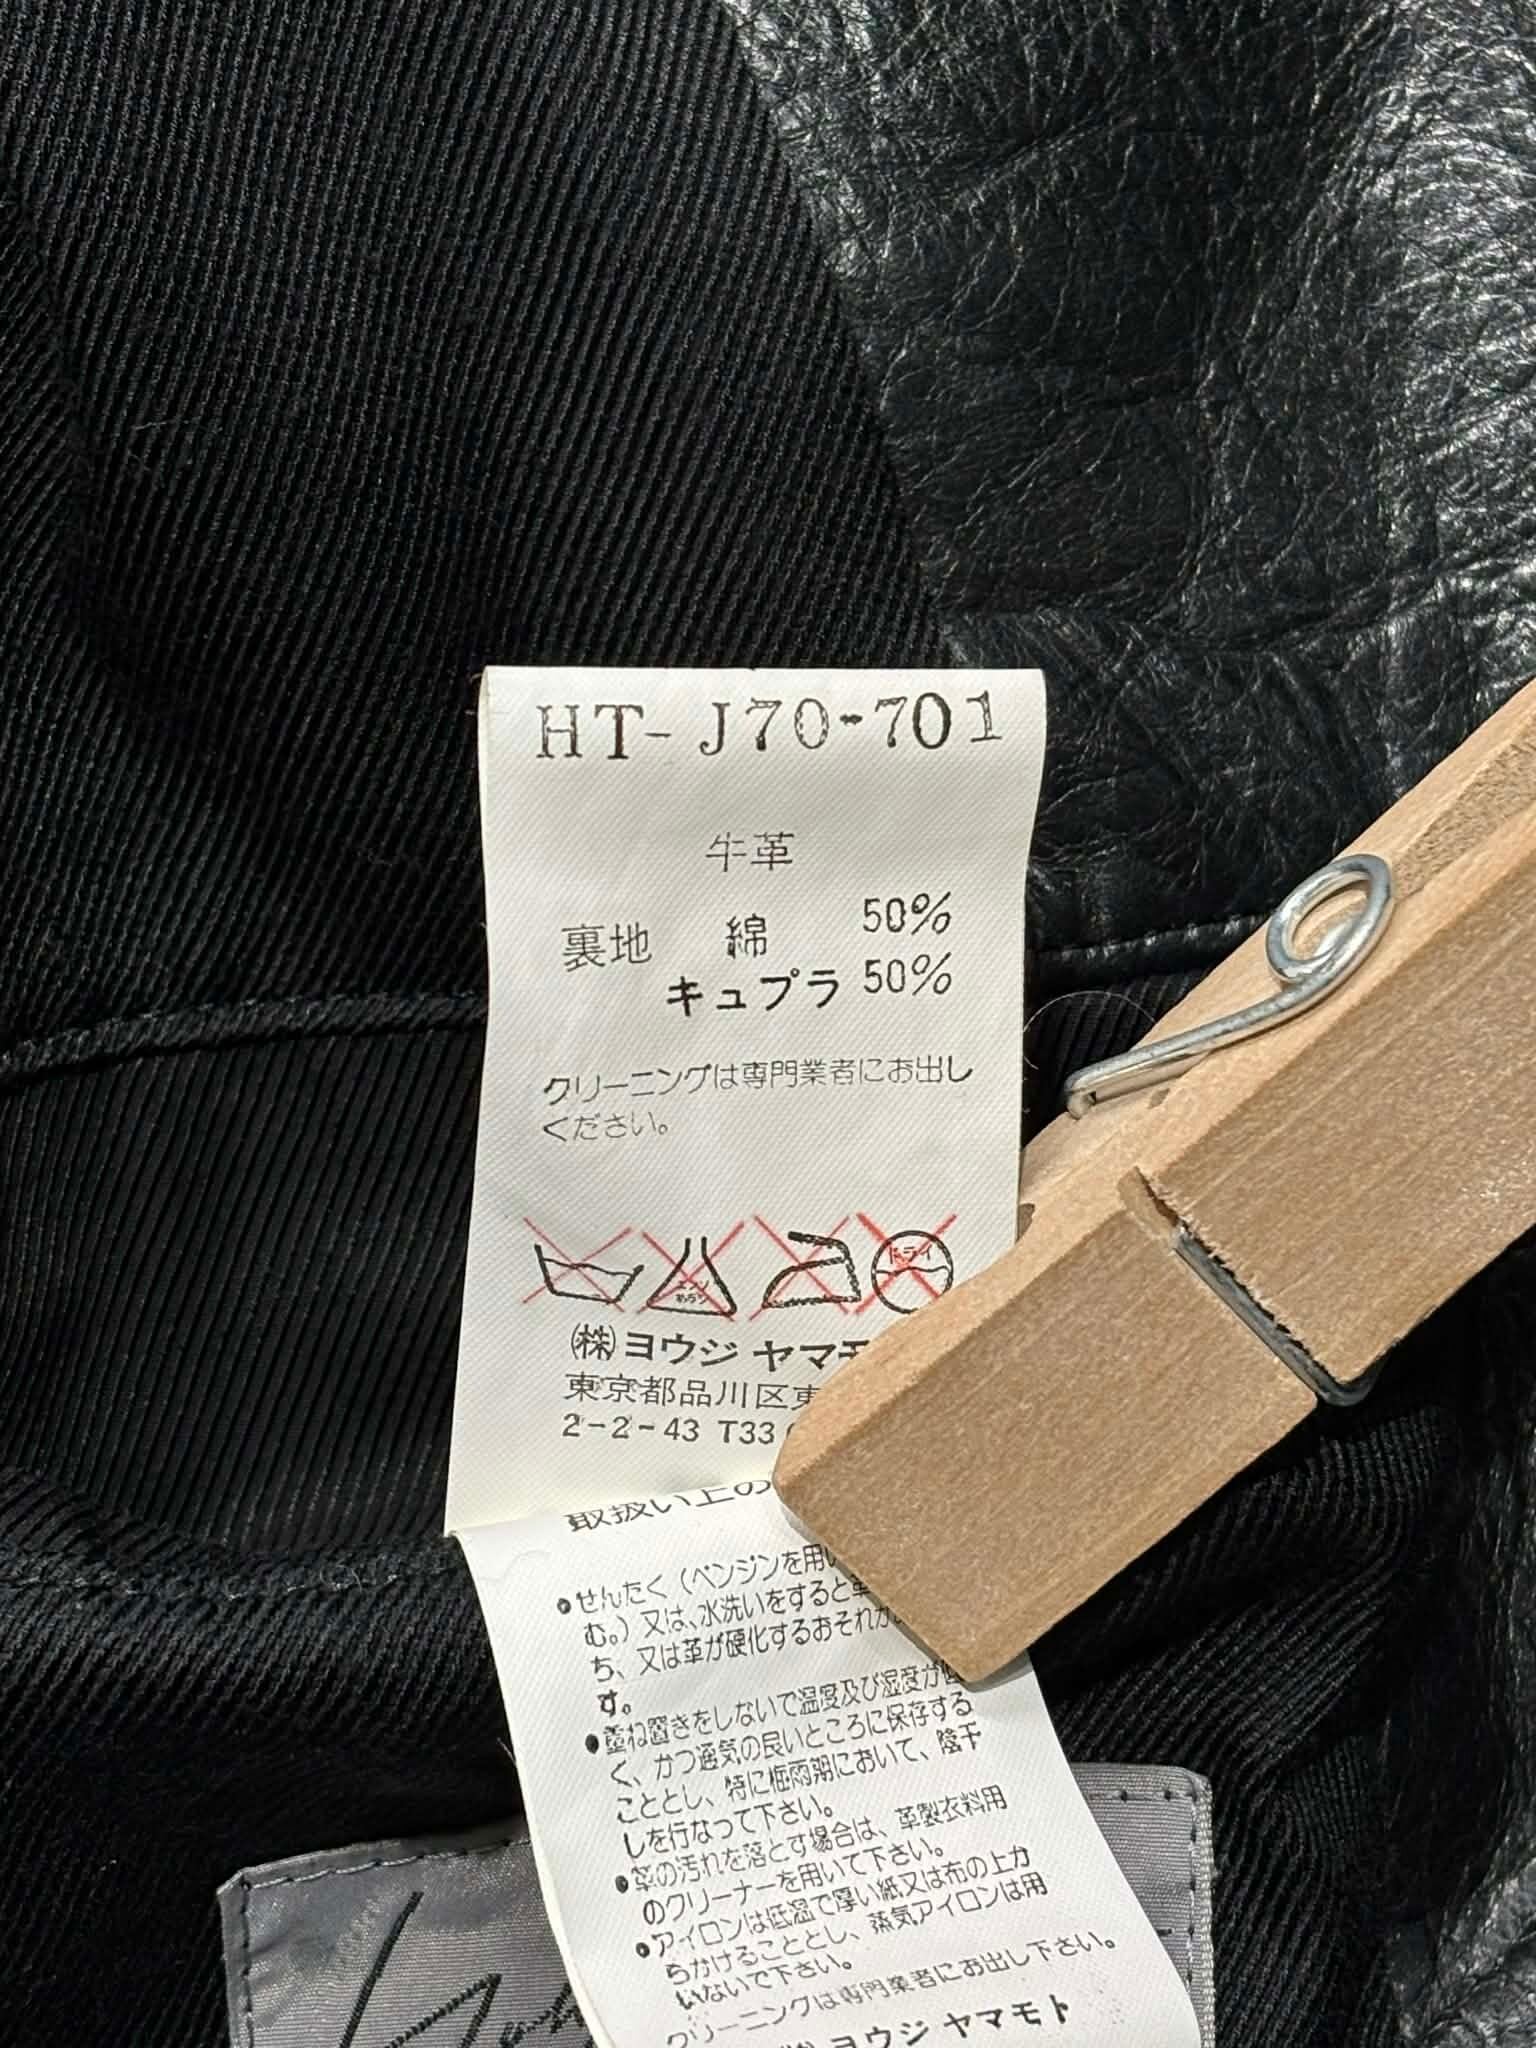 HT-J70-701
牛革
裏地 綿 50%
キュプラ 50%
クリーニングは専門業者にお出し
ください。
ドライ
㈱ヨウジ ヤマモ
東京都品川区東
2-2-43 T33
取扱い上の
●せんたく(ベンジンを用い
む。)又は、水洗いをすると革
ち、又は革が硬化するおそれが
す。
●重ね置きをしないで温度及び湿度が低
く、かつ通気の良いところに保存する
こととし、特に梅雨期において、陰干
しを行なって下さい。
●革の汚れを落とす場合は、革製衣料用
のクリーナーを用いて下さい。
●アイロンは低温で厚い紙又は布の上か
らかけることとし、蒸気アイロンは用
いないで下さい。
クリーニングは専門業者にお出し下さい。
㈱ ヨウジ ヤマモト